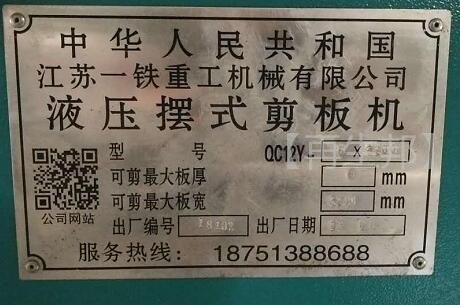 中华人民共和国
江苏一铁重工机械有限公司
液压摆式剪板机
型号 QC12Y- X
可剪最大板厚 6 mm
可剪最大板宽 mm
公司网站
出厂编号 18102 出厂日期
服务热线: 18751388688